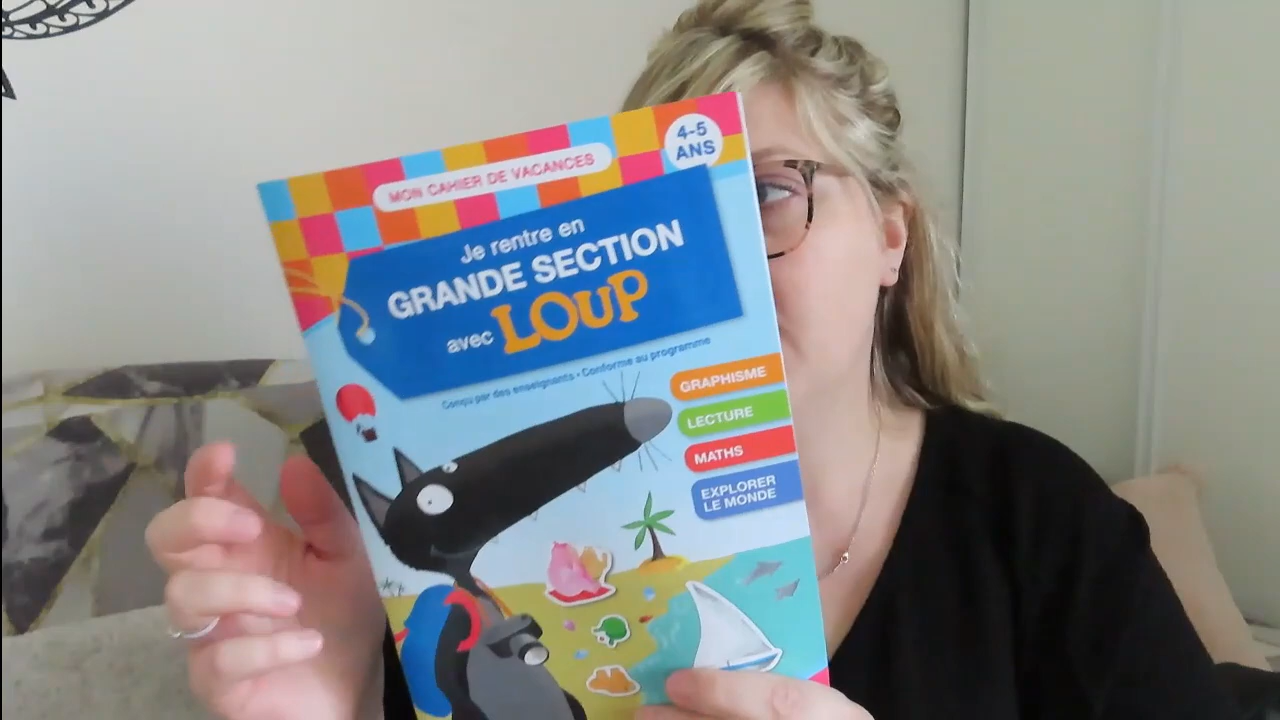 MON CAHIER DE VACANCES
4-5
ANS
Je rentre en
GRANDE SECTION
avec LOUP
Conçu par des enseignants • Conforme au programme
GRAPHISME
LECTURE
MATHS
EXPLORER
LE MONDE